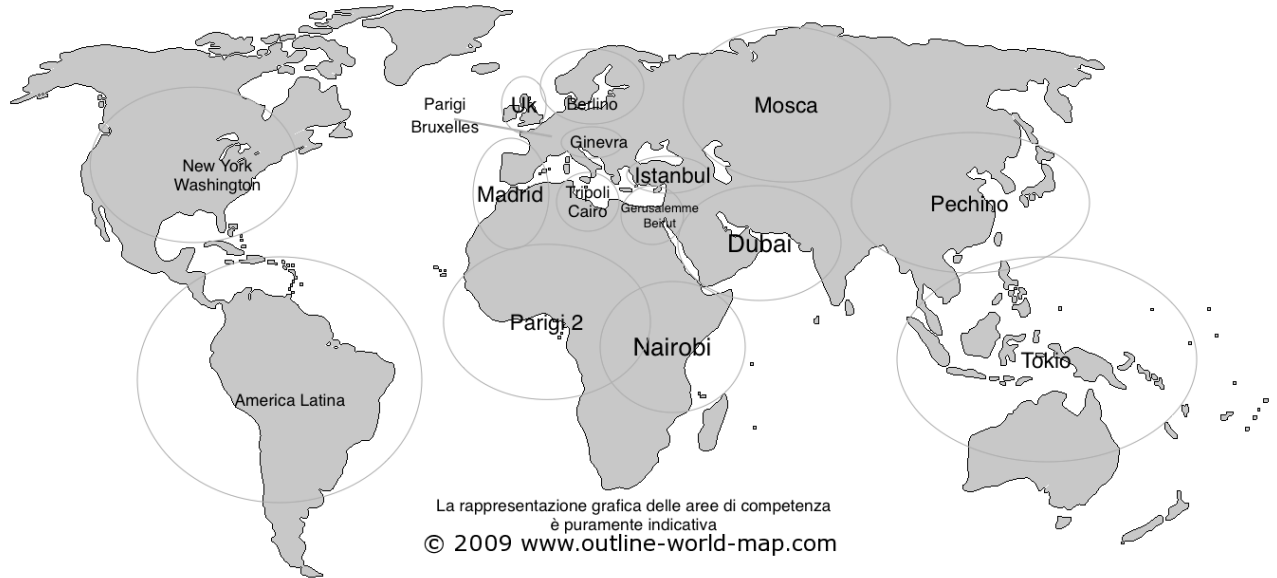 Parigi
Bruxelles
Uk
Berlino
Mosca
Ginevra
New York
Washington
Madrid
Tripoli
Cairo
Istanbul
Gerusalemme
Beirut
Pechino
Dubai
Parigi 2
Nairobi
Tokio
America Latina
La rappresentazione grafica delle aree di competenza
è puramente indicativa
© 2009 www.outline-world-map.com